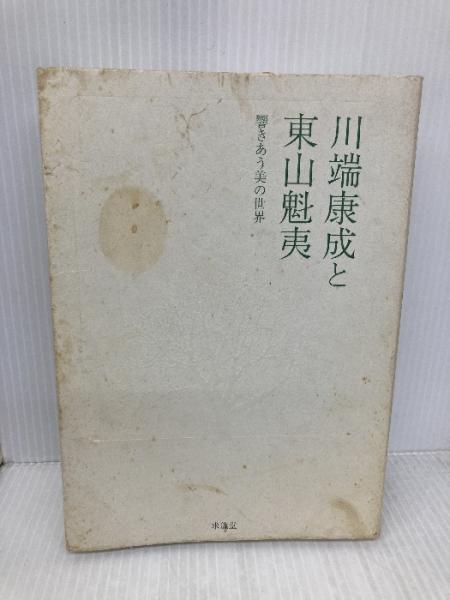 川端康成と
東山魁夷
響きあう美の世界
求龍堂